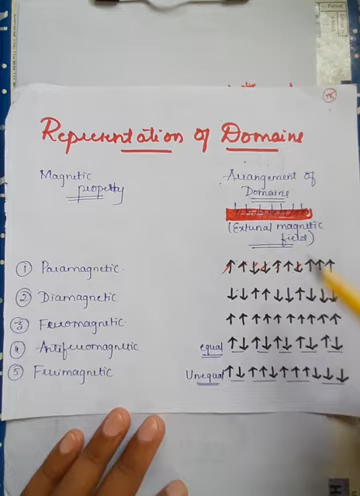 Representation of Domains
Magnetic property
Arrangement of Domains
(External magnetic field)
① Paramagnetic ↑↑↓↓↑↑↓↑↑↑
② Diamagnetic ↓↓↑↑↓↓↑↓↓↓
③ Ferromagnetic ↑↑↑↑↑↑↑↑↑↑
④ Antiferromagnetic equal ↑↓↑↓↑↓↑↓↑↓
⑤ Ferrimagnetic Unequal ↑↓↑↑↓↑↑↑↓↓↓